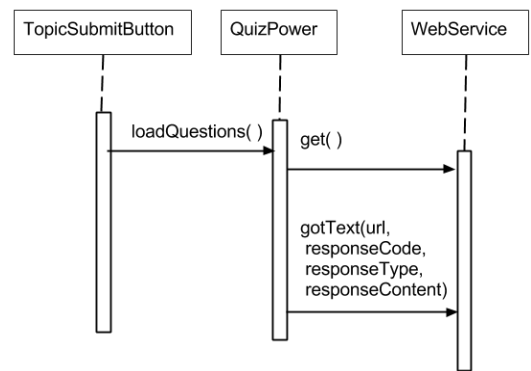 TopicSubmitButton
QuizPower
WebService
loadQuestions( )
get( )
gotText(url,
responseCode,
responseType,
responseContent)